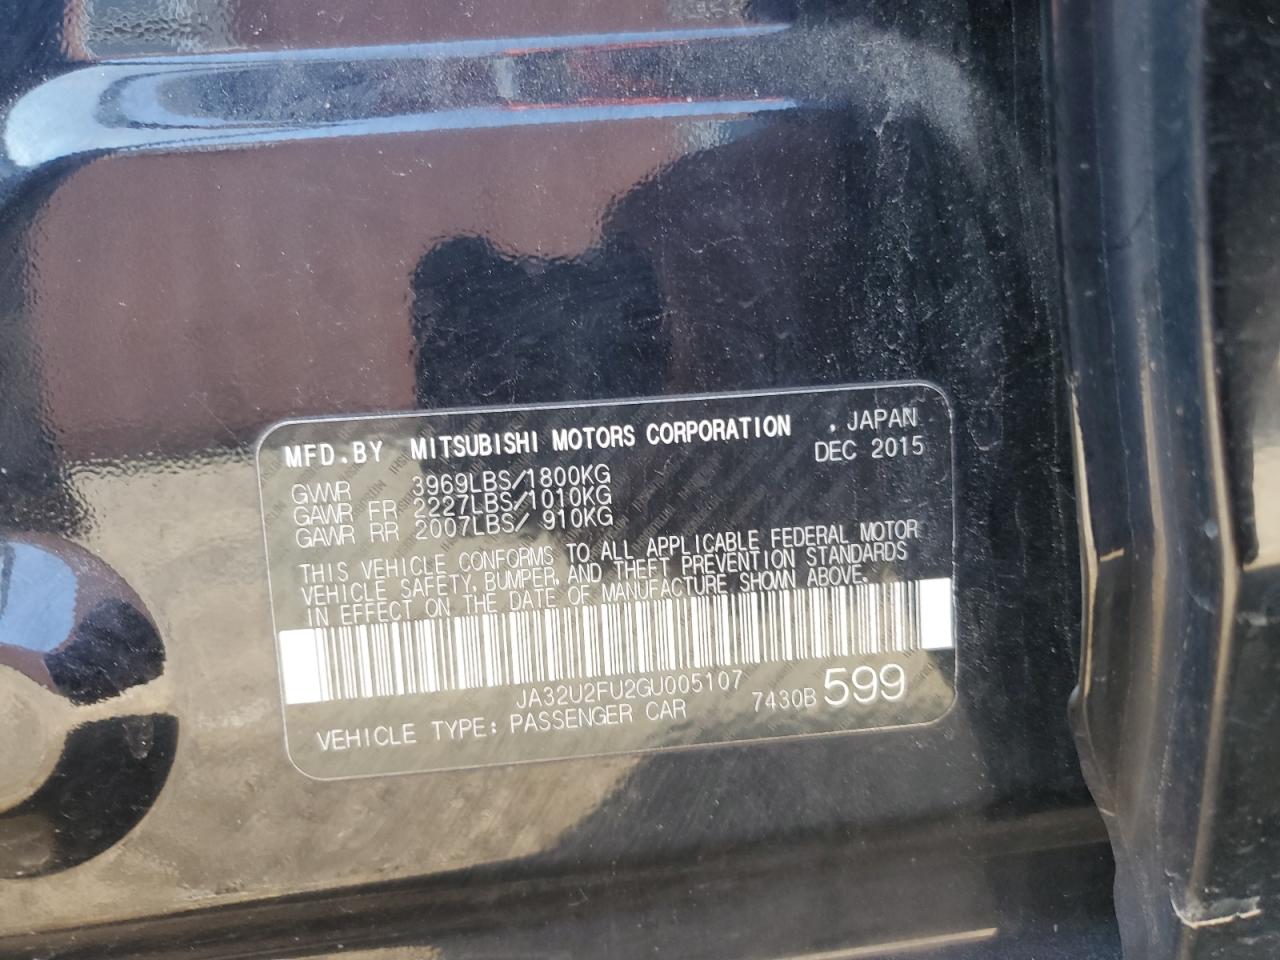 MFD.BY MITSUBISHI MOTORS CORPORATION . JAPAN
DEC 2015
GVWR 3969LBS/1800KG
GAWR FR 2227LBS/1010KG
GAWR RR 2007LBS/ 910KG
THIS VEHICLE CONFORMS TO ALL APPLICABLE FEDERAL MOTOR
VEHICLE SAFETY, BUMPER, AND THEFT PREVENTION STANDARDS
IN EFFECT ON THE DATE OF MANUFACTURE SHOWN ABOVE.
JA32U2FU2GU005107
7430B 599
VEHICLE TYPE: PASSENGER CAR